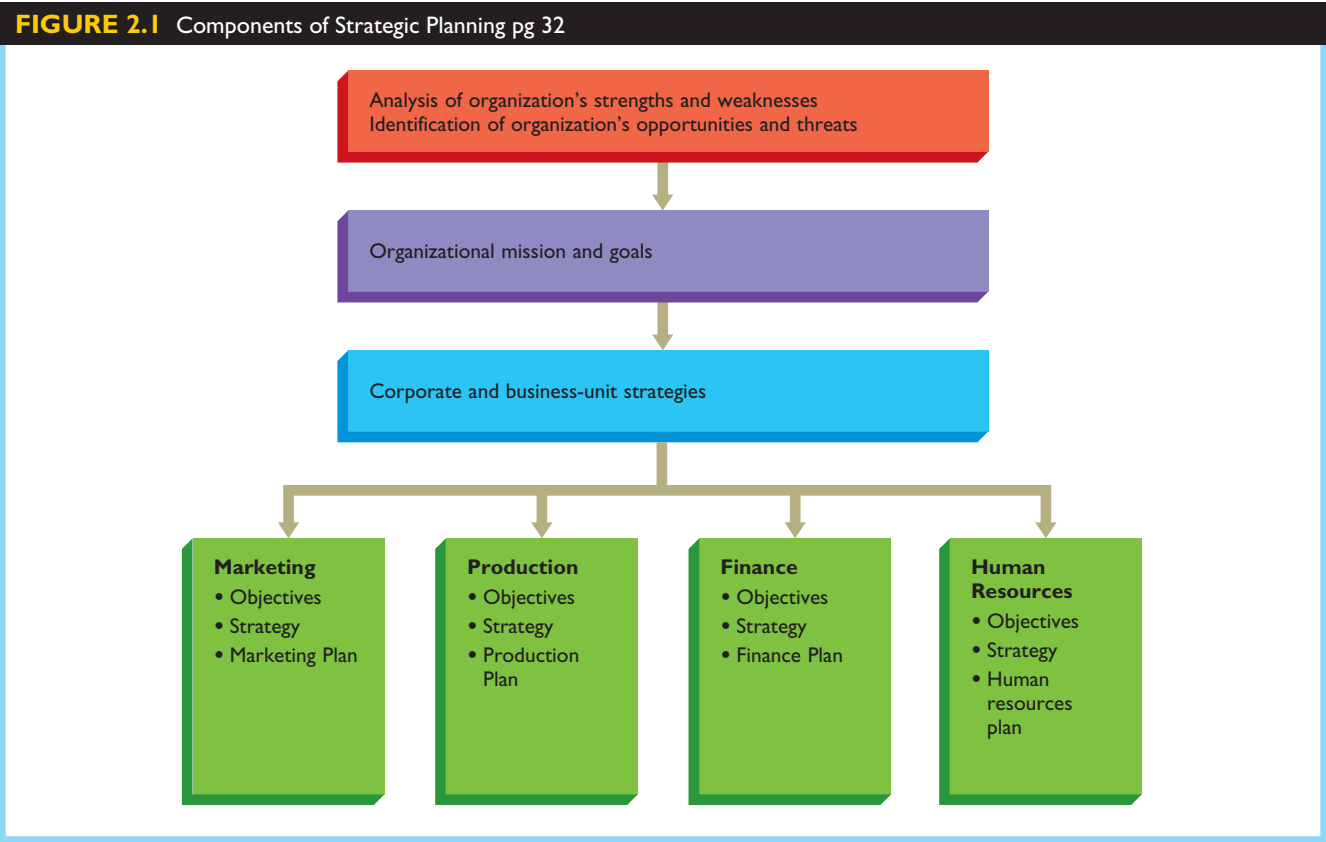 FIGURE 2.1 Components of Strategic Planning pg 32
Analysis of organization's strengths and weaknesses
Identification of organization's opportunities and threats
Organizational mission and goals
Corporate and business-unit strategies
Marketing
• Objectives
• Strategy
• Marketing Plan
Production
• Objectives
• Strategy
• Production
Plan
Finance
• Objectives
• Strategy
• Finance Plan
Human
Resources
• Objectives
• Strategy
• Human
resources
plan